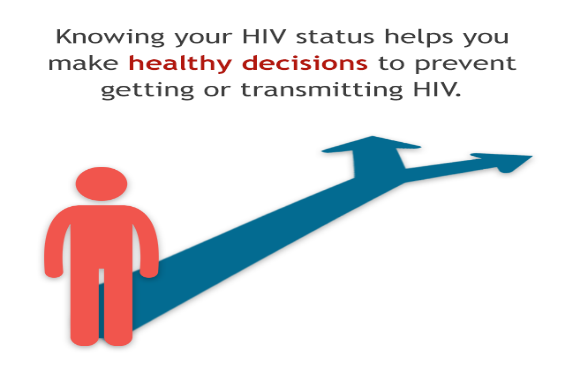 Knowing your HIV status helps you
make healthy decisions to prevent
getting or transmitting HIV.